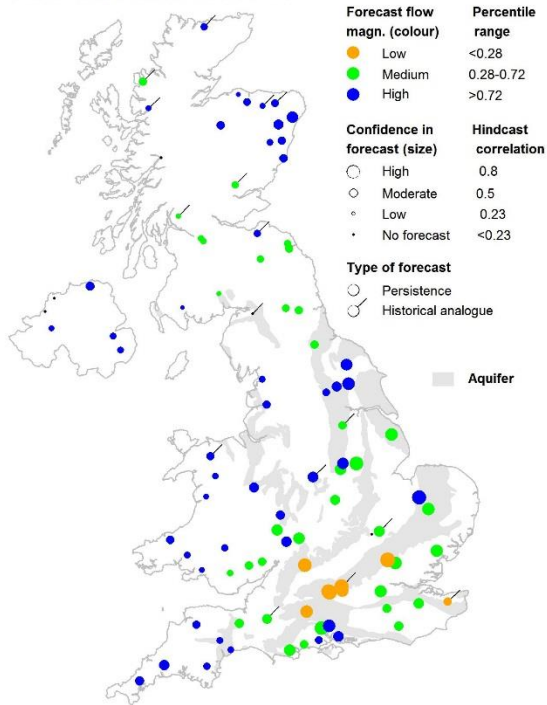 Forecast flow Percentile
magn. (colour) range
Low <0.28
Medium 0.28-0.72
High >0.72
Confidence in Hindcast
forecast (size) correlation
High 0.8
Moderate 0.5
Low 0.23
No forecast <0.23
Type of forecast
Persistence
Historical analogue
Aquifer